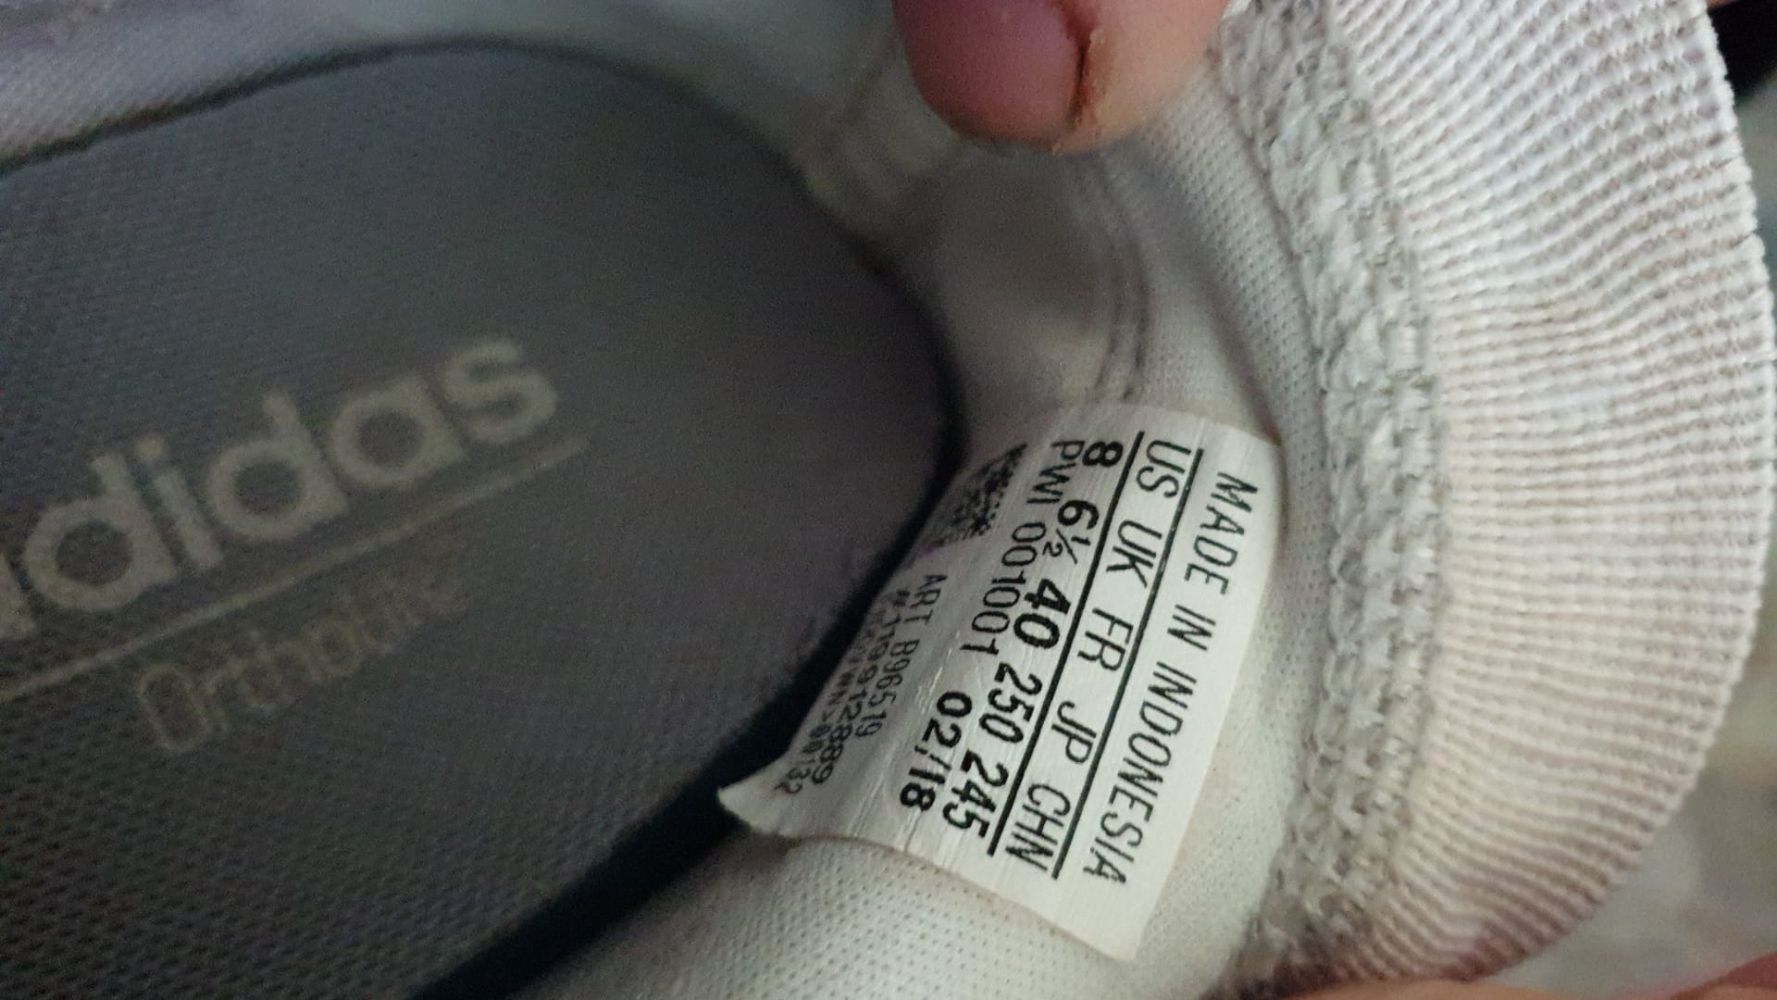 adidas
Ortholite
MADE IN INDONESIA
US UK FR JP CHN
8 6½ 40 250 245
PWI 001001 02/18
ART B96519